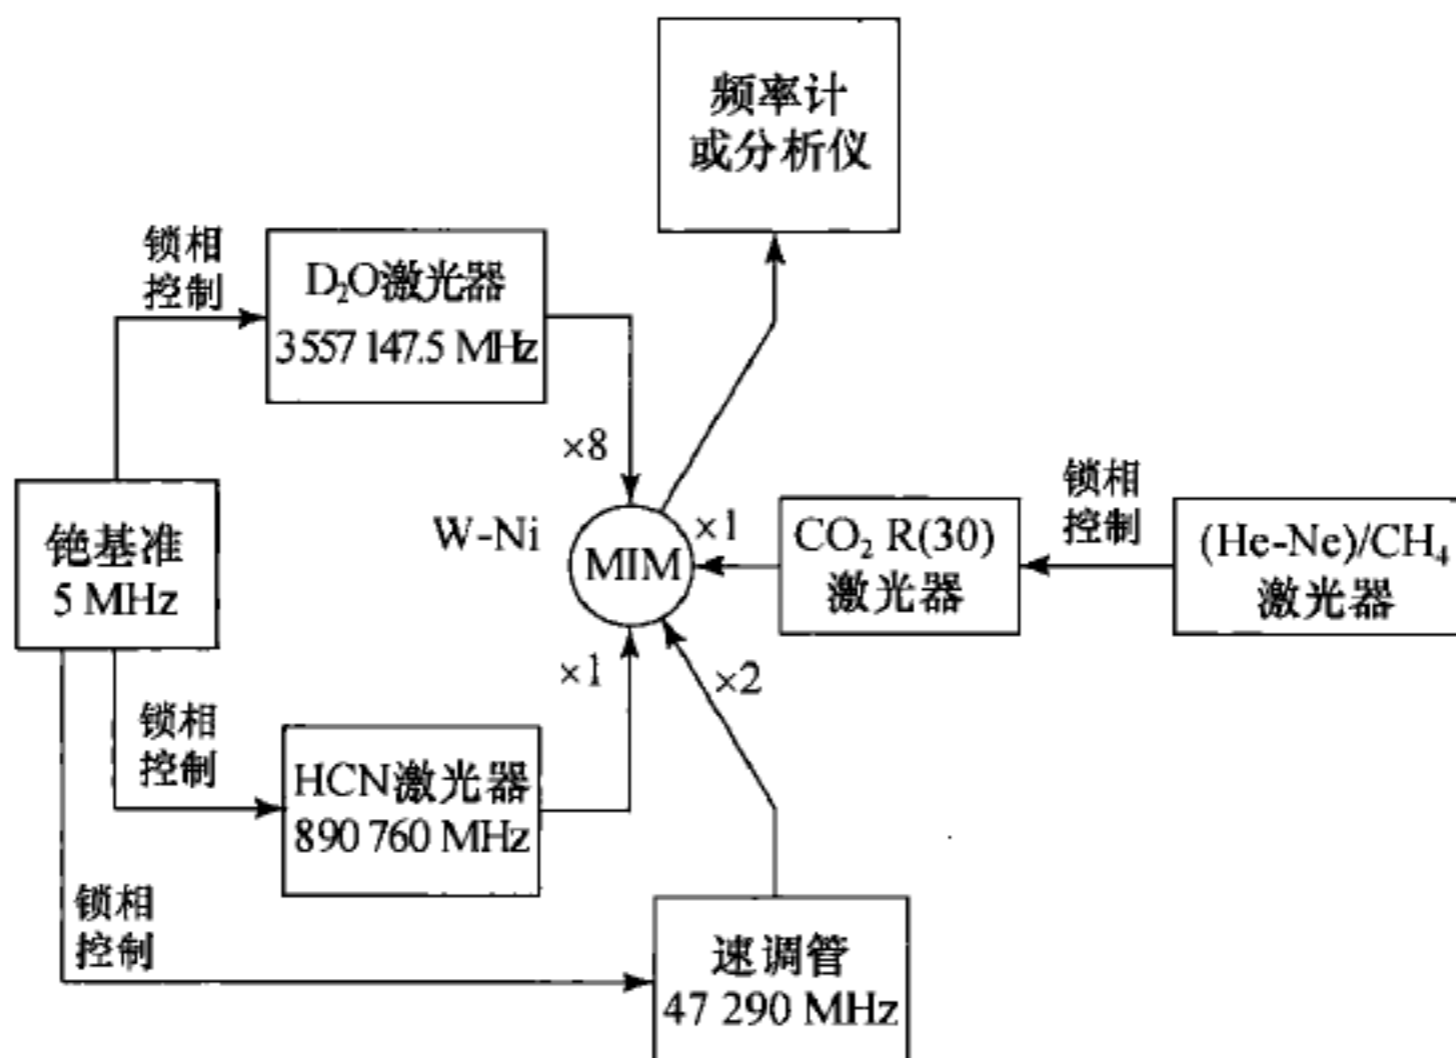 频率计
或分析仪
锁相
控制
D₂O激光器
3557 147.5 MHz
×8
铯基准
5 MHz
W-Ni
MIM
×1
CO₂ R(30)
激光器
锁相
控制
(He-Ne)/CH₄
激光器
×1
×2
锁相
控制
HCN激光器
890 760 MHz
锁相
控制
速调管
47 290 MHz